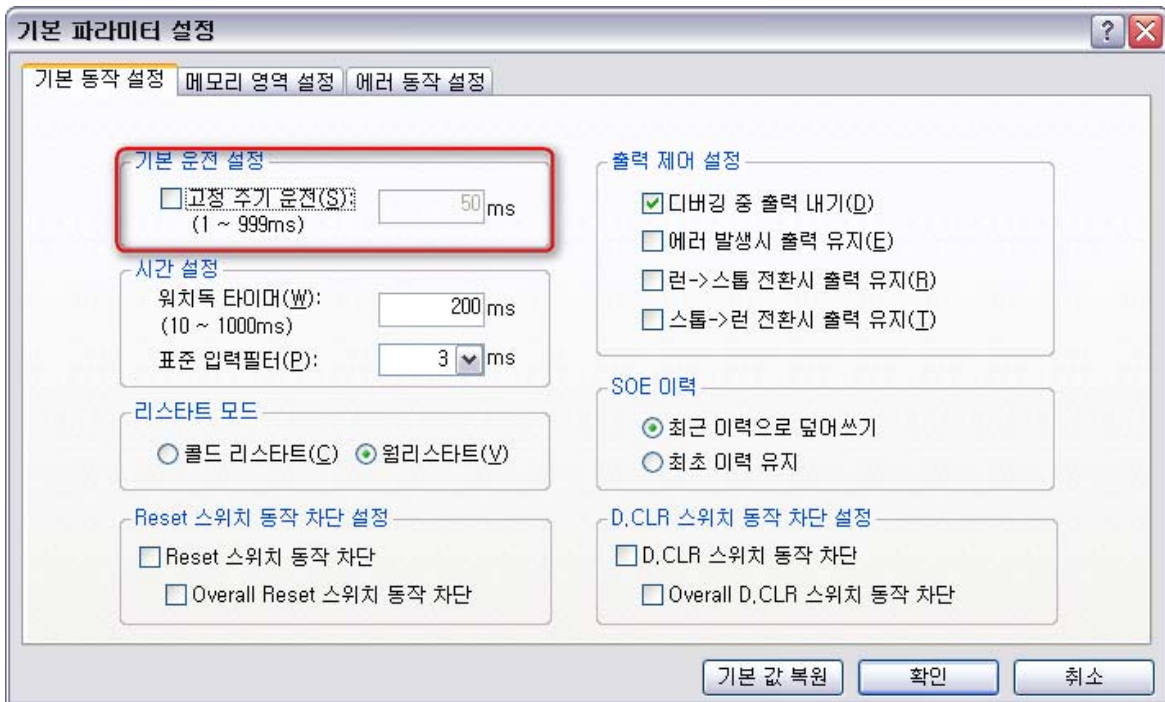 기본 파라미터 설정
기본 동작 설정 메모리 영역 설정 에러 동작 설정
기본 운전 설정
고정 주기 운전(S):
50 ms
(1 ~ 999ms)
시간 설정
워치독 타이머(W):
200 ms
(10 ~ 1000ms)
표준 입력필터(P):
3 ms
리스타트 모드
콜드 리스타트(C) 웜리스타트(V)
Reset 스위치 동작 차단 설정
Reset 스위치 동작 차단
Overall Reset 스위치 동작 차단
출력 제어 설정
디버깅 중 출력 내기(D)
에러 발생시 출력 유지(E)
런->스톱 전환시 출력 유지(R)
스톱->런 전환시 출력 유지(T)
SOE 이력
최근 이력으로 덮어쓰기
최초 이력 유지
D.CLR 스위치 동작 차단 설정
D.CLR 스위치 동작 차단
Overall D.CLR 스위치 동작 차단
기본 값 복원 확인 취소